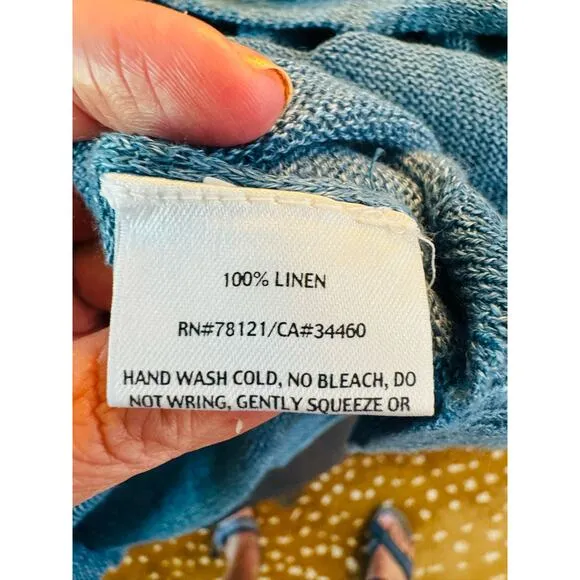 100% LINEN
RN#78121/CA#34460
HAND WASH COLD, NO BLEACH, DO
NOT WRING, GENTLY SQUEEZE OR